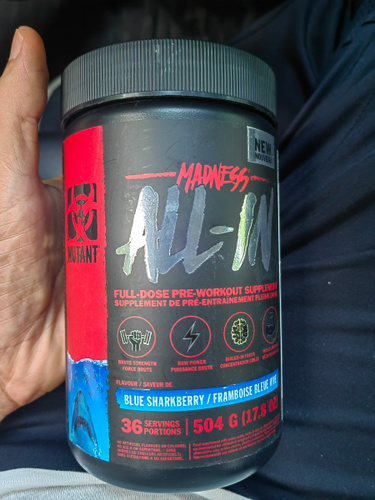 NEW
NOUVEAU
MADNESS
ALL-IN
MUTANT
FULL-DOSE PRE-WORKOUT SUPPLEMENT
SUPPLÉMENT DE PRÉ-ENTRAÎNEMENT PLEINE
BRUTE STRENGTH
FORCE BRUTE
RAW POWER
PUISSANCE BRUTE
DIALED-IN FOCUS
FLAVOUR / SAVEUR DE
BLUE SHARKBERRY / FRAMBOISE BLEUE
36 SERVINGS
PORTIONS
504 G (17.8 OZ)